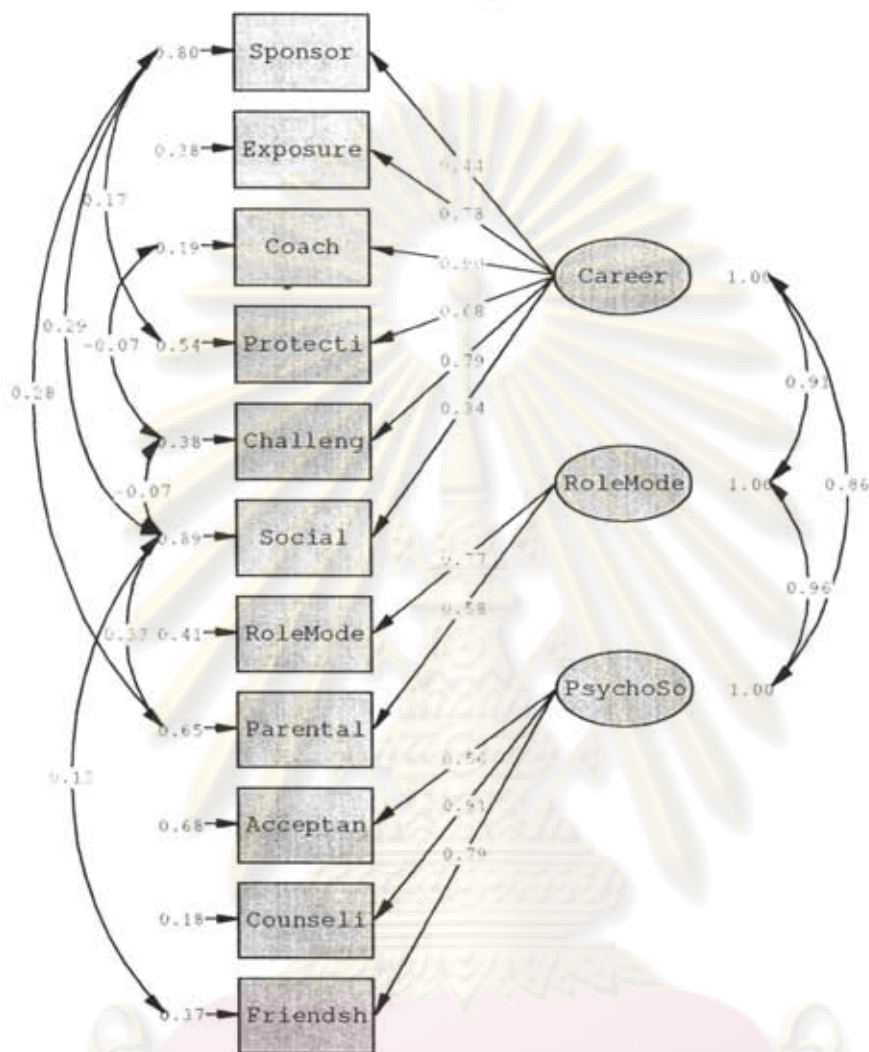 0.80 Sponsor
0.44
0.38 Exposure
0.17
0.78
0.19 Coach
0.90
Career 1.00
0.68
0.29
-0.07
0.54 Protecti
0.79
0.91
0.28
0.34
0.38 Challeng
RoleMode 1.00
0.86
-0.07
0.89 Social
0.77
0.96
0.58
0.41 RoleMode
PsychoSo 1.00
0.65 Parental
0.56
0.91
0.68 Acceptan
0.79
0.18 Counseli
0.37 Friendsh